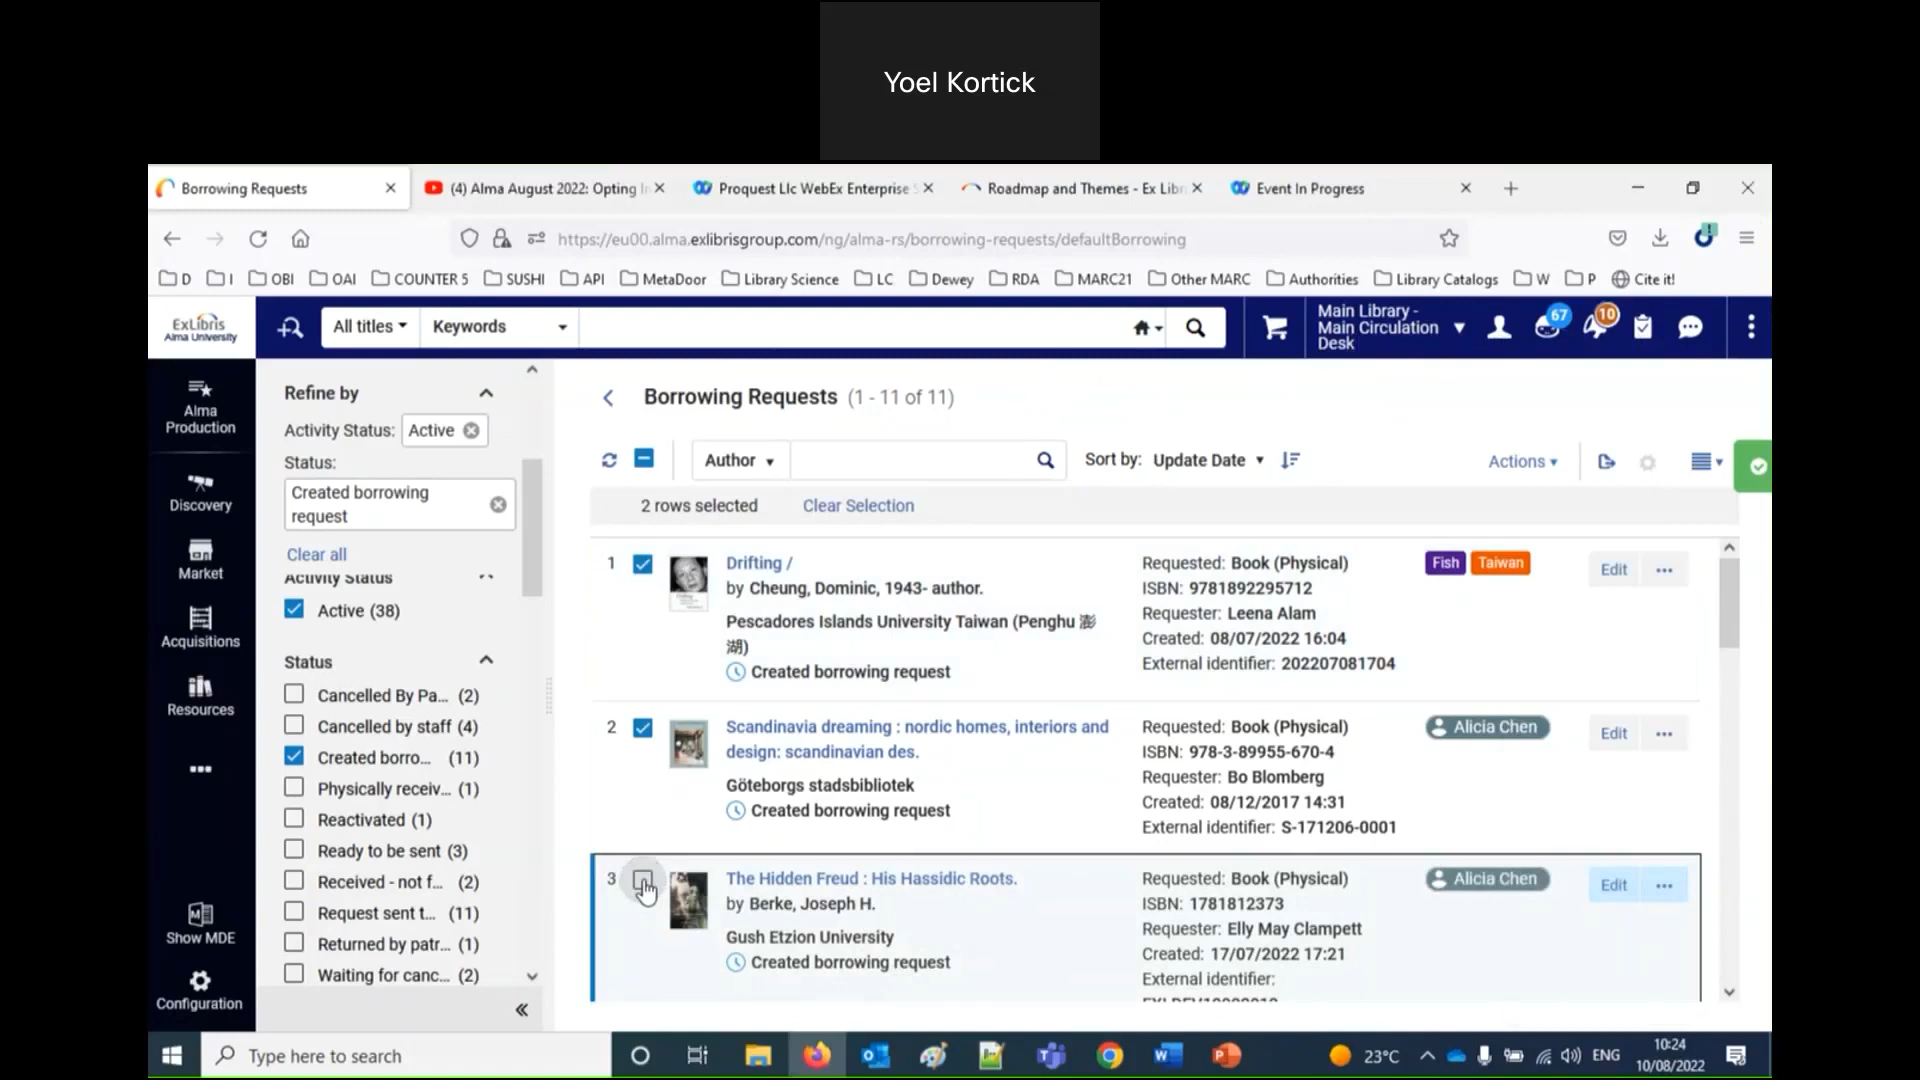 Yoel Kortick
Borrowing Requests
(4) Alma August 2022: Opting I
Proquest Llc WebEx Enterprise S
Roadmap and Themes - Ex Libr
Event In Progress
https://eu00.alma.exlibrisgroup.com/ng/alma-rs/borrowing-requests/defaultBorrowing
D
I
OBI
OAI
COUNTER 5
SUSHI
API
MetaDoor
Library Science
LC
Dewey
RDA
MARC21
Other MARC
Authorities
Library Catalogs
W
P
Cite it!
ExLibris
Alma University
All titles
Keywords
Main Library -
Main Circulation
Desk
67
10
Alma
Production
Discovery
Market
Acquisitions
Resources
Show MDE
Configuration
Refine by
Activity Status: Active
Status:
Created borrowing
request
Clear all
Activity Status
Active (38)
Status
Cancelled By Pa... (2)
Cancelled by staff (4)
Created borro... (11)
Physically receiv... (1)
Reactivated (1)
Ready to be sent (3)
Received - not f... (2)
Request sent t... (11)
Returned by patr... (1)
Waiting for canc... (2)
Borrowing Requests (1 - 11 of 11)
Author
Sort by: Update Date
Actions
2 rows selected
Clear Selection
1
Drifting /
by Cheung, Dominic, 1943- author.
Pescadores Islands University Taiwan (Penghu 澎
湖)
Created borrowing request
Requested: Book (Physical)
ISBN: 9781892295712
Requester: Leena Alam
Created: 08/07/2022 16:04
External identifier: 202207081704
Fish
Taiwan
Edit
2
Scandinavia dreaming : nordic homes, interiors and
design: scandinavian des.
Göteborgs stadsbibliotek
Created borrowing request
Requested: Book (Physical)
ISBN: 978-3-89955-670-4
Requester: Bo Blomberg
Created: 08/12/2017 14:31
External identifier: S-171206-0001
Alicia Chen
Edit
3
The Hidden Freud : His Hassidic Roots.
by Berke, Joseph H.
Gush Etzion University
Created borrowing request
Requested: Book (Physical)
ISBN: 1781812373
Requester: Elly May Clampett
Created: 17/07/2022 17:21
External identifier:
Alicia Chen
Edit
Type here to search
23°C
ENG
10:24
10/08/2022